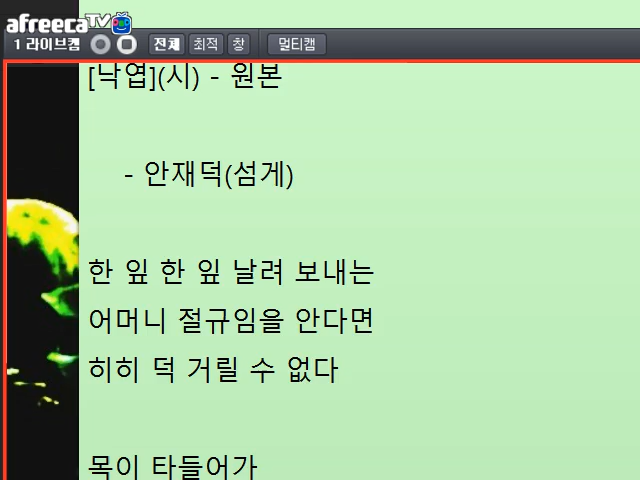 afreecaTV
1 라이브캠 전체 최적 창 멀티캠
[낙엽](시) - 원본
- 안재덕(섬게)
한 잎 한 잎 날려 보내는
어머니 절규임을 안다면
히히 덕 거릴 수 없다
목이 타들어가